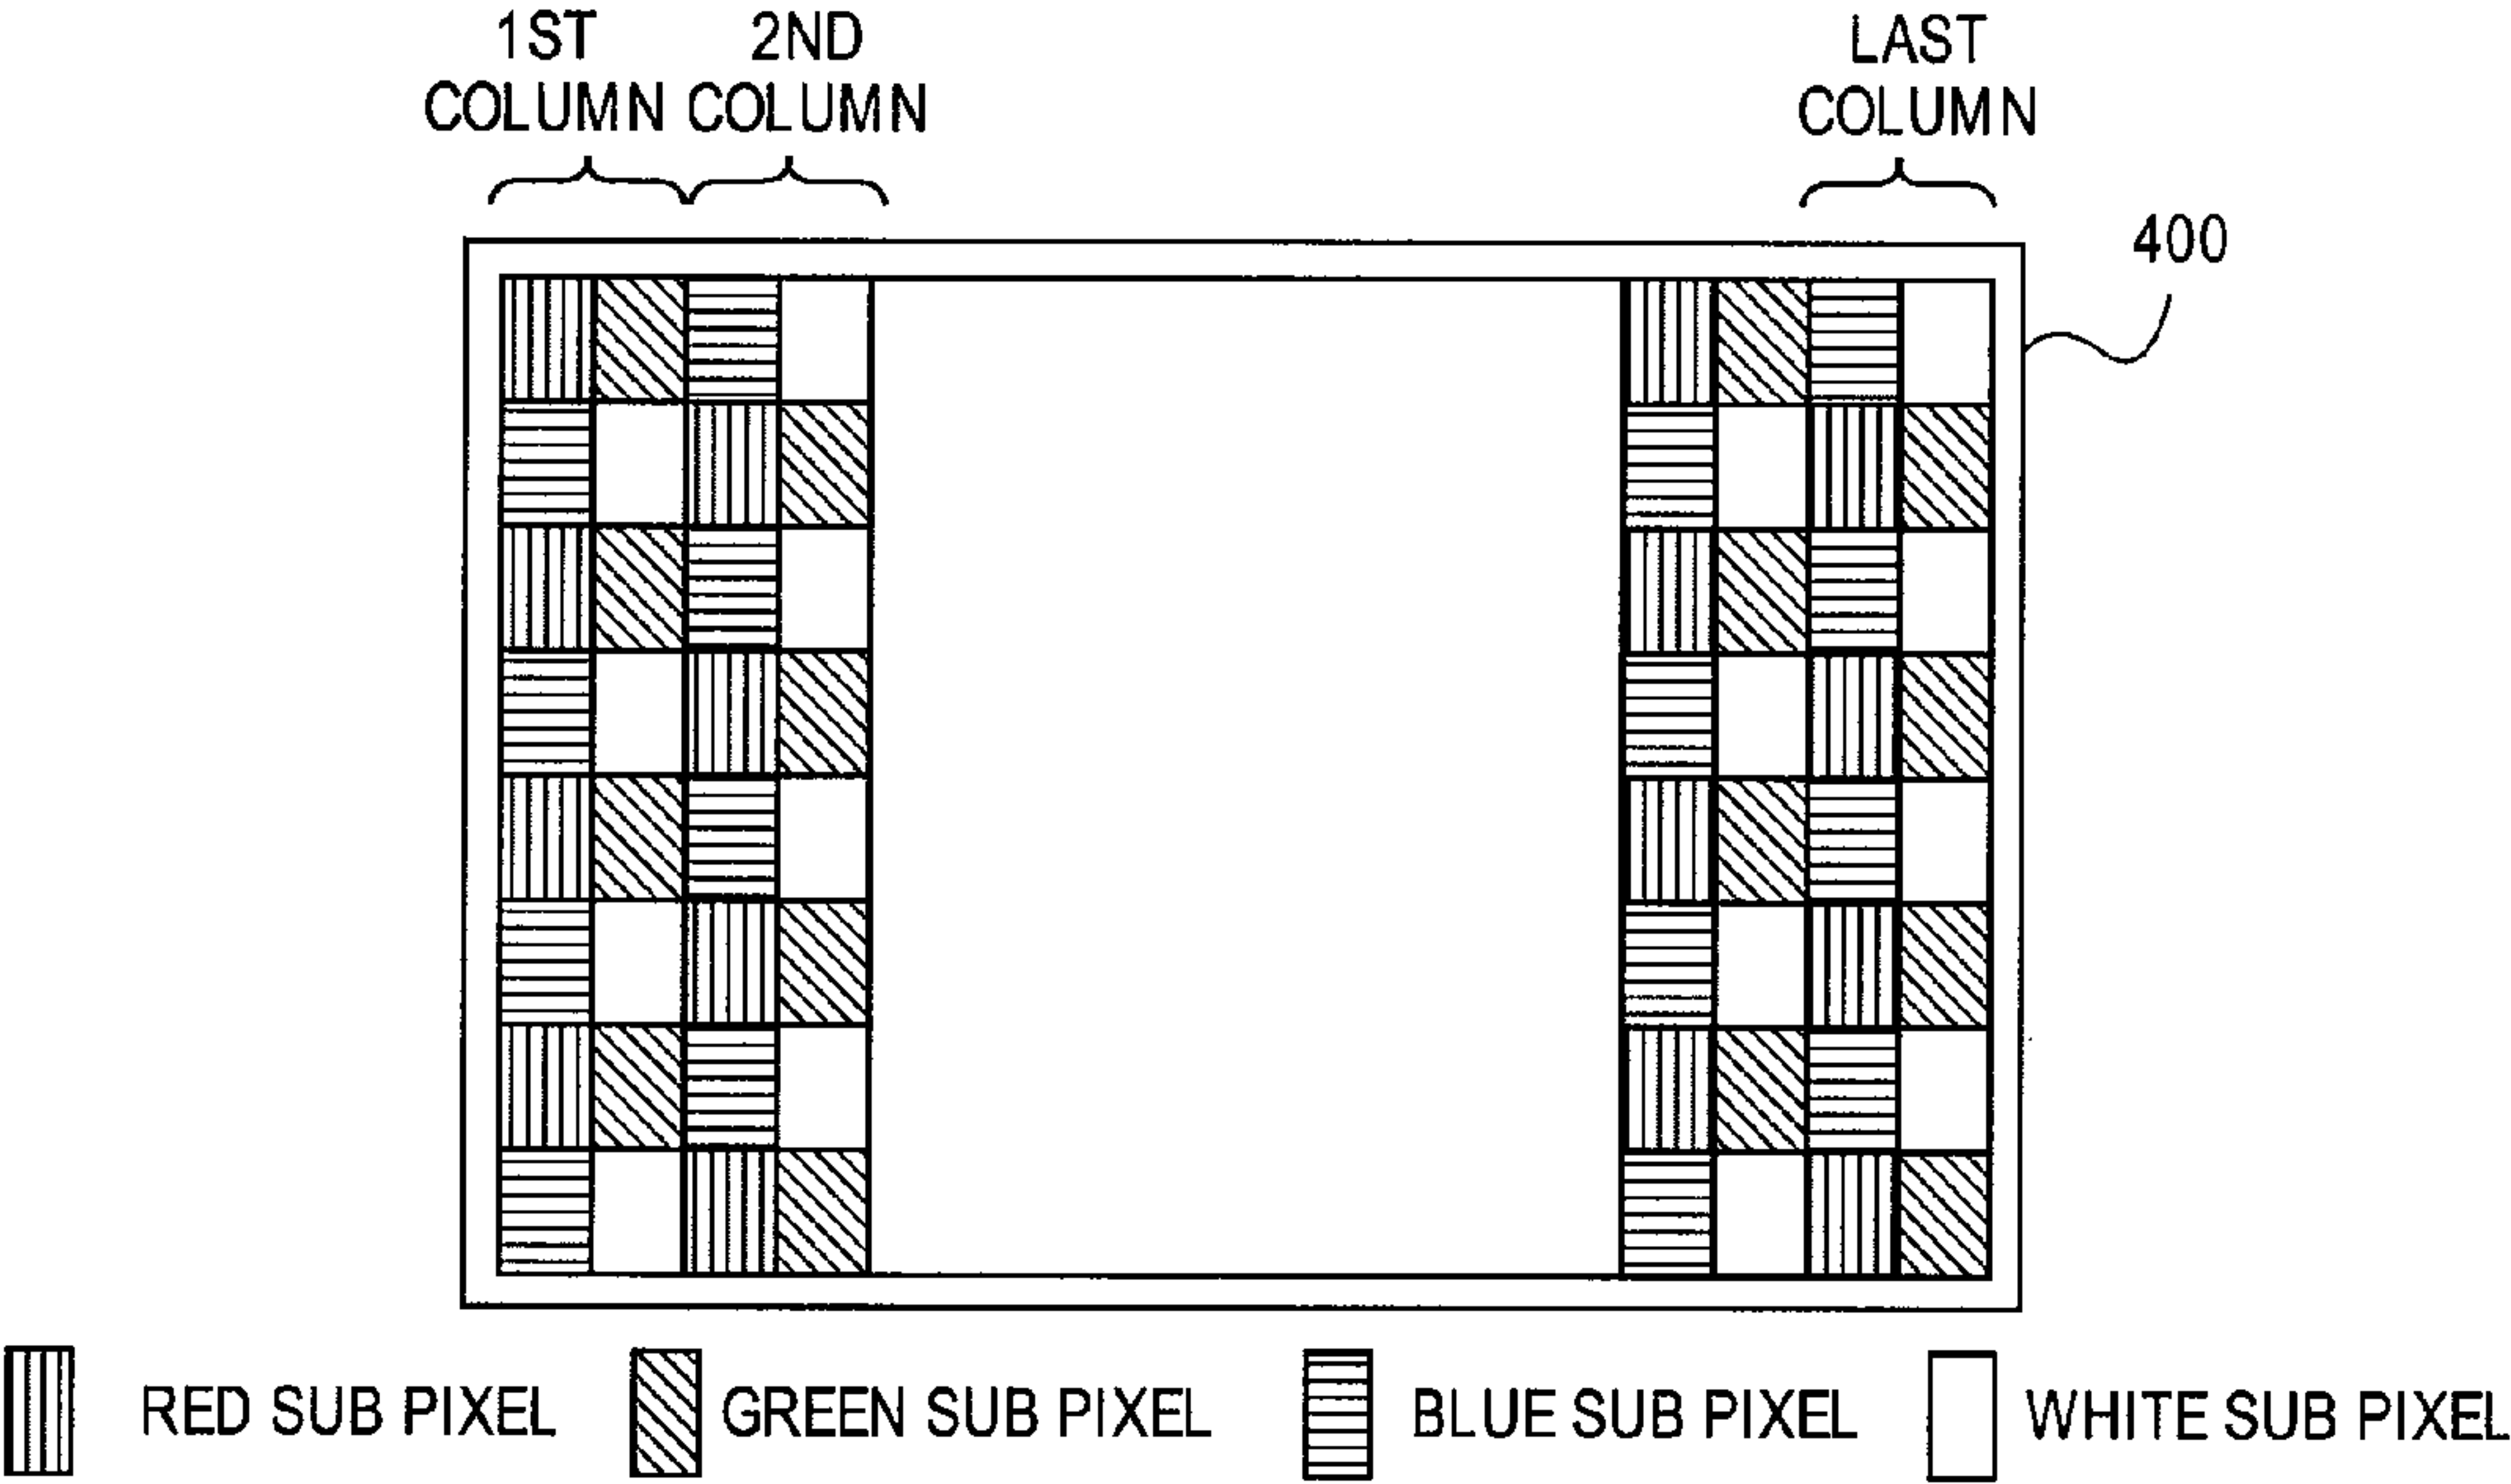 1ST
COLUMN
2ND
COLUMN
LAST
COLUMN
400
RED SUB PIXEL
GREEN SUB PIXEL
BLUE SUB PIXEL
WHITE SUB PIXEL